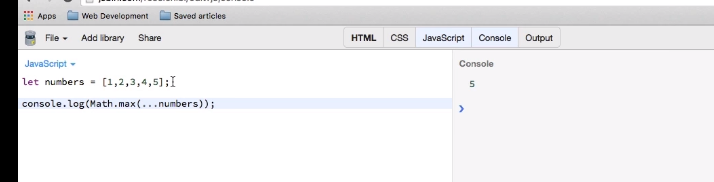 Apps Web Development Saved articles
File Add library Share HTML CSS JavaScript Console Output
JavaScript
let numbers = [1,2,3,4,5];
console.log(Math.max(...numbers));
Console
5